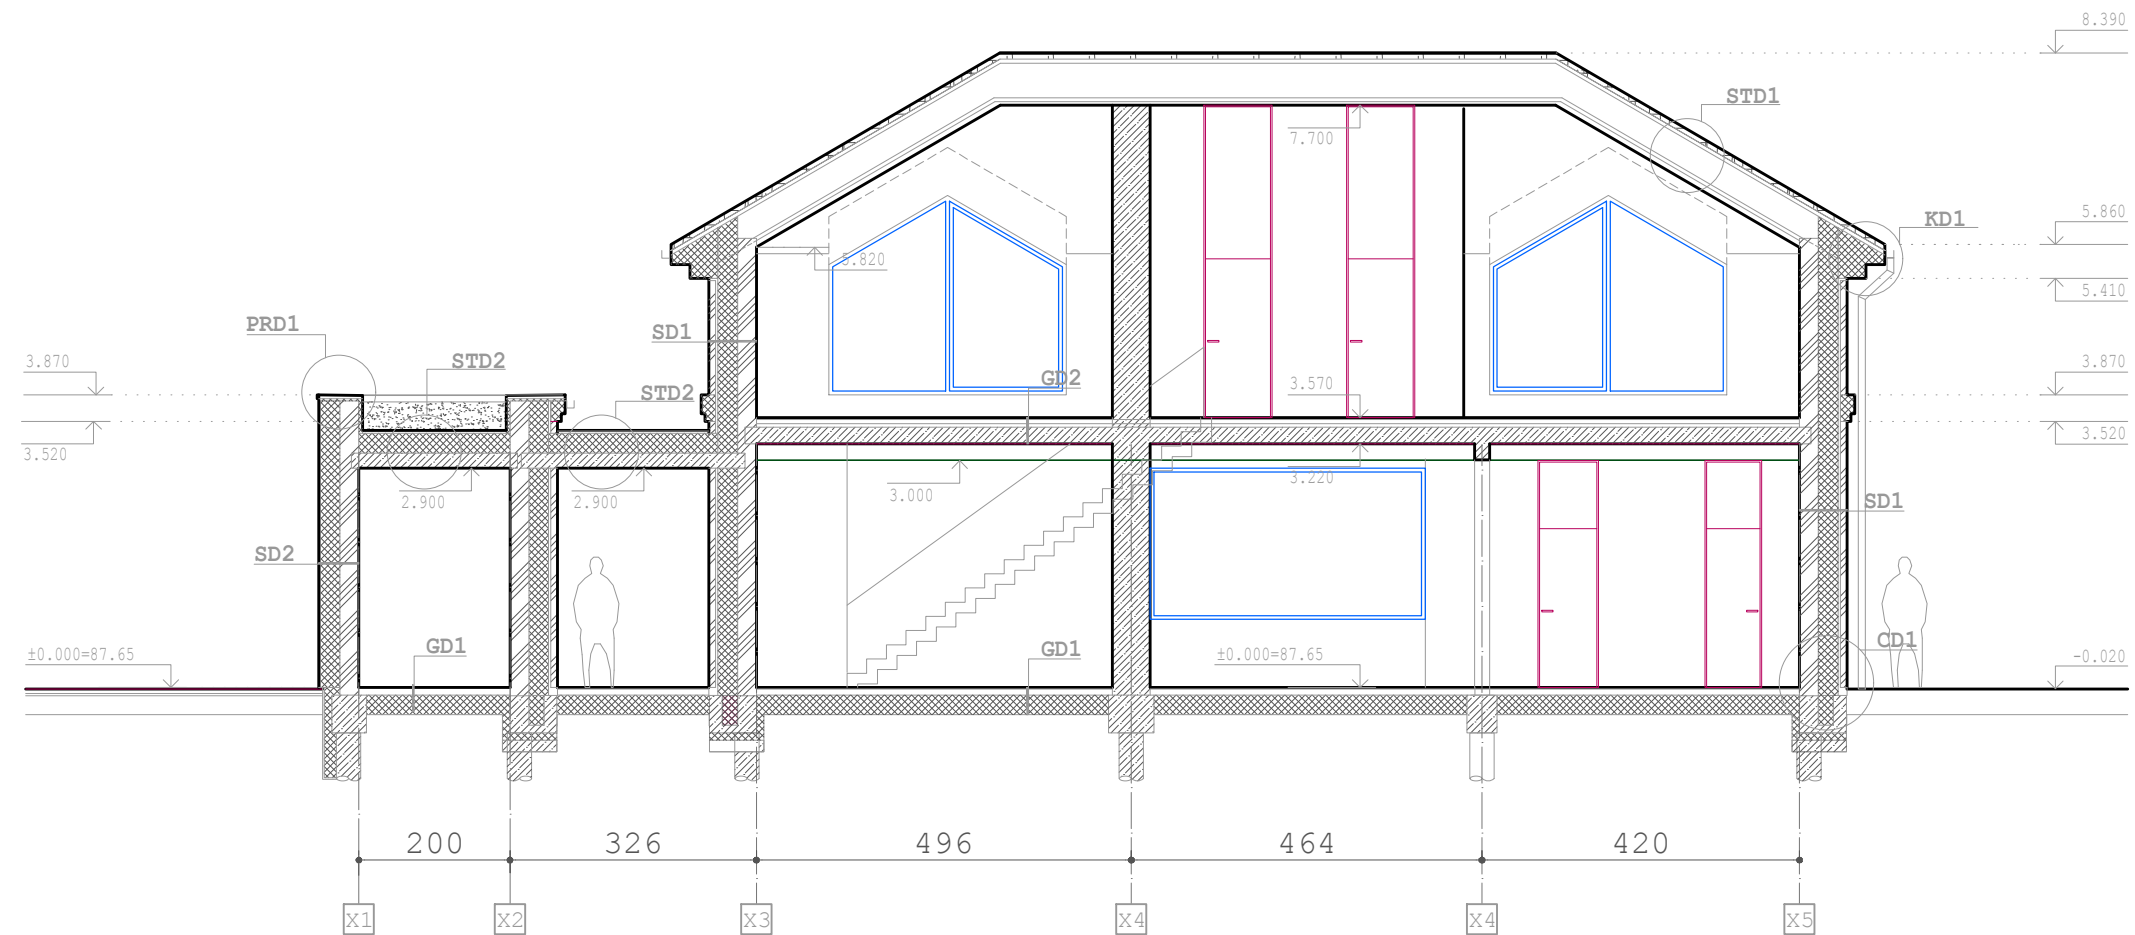 8.390
STD1
7.700
5.860
KD1
5.820
5.410
PRD1
SD1
3.870
STD2
GD2
3.570
STD2
3.870
3.520
3.520
2.900
2.900
3.000
3.220
SD1
SD2
GD1
GD1
CD1
±0.000=87.65
±0.000=87.65
-0.020
200
326
496
464
420
X1
X2
X3
X4
X4
X5